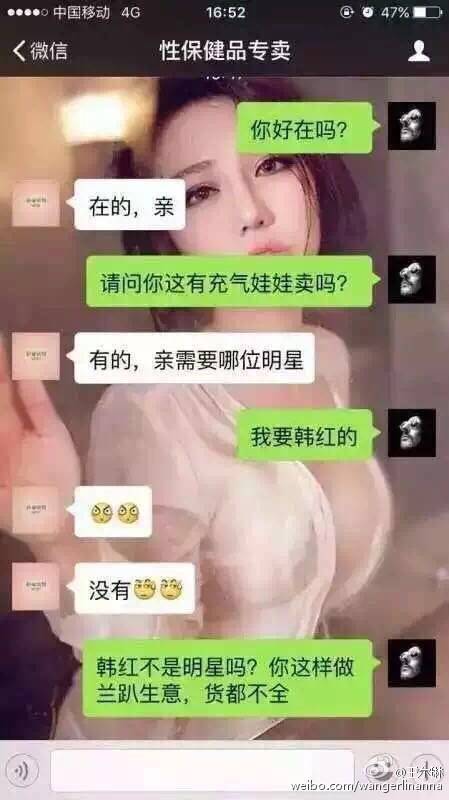 中国移动 4G
16:52
47%
微信
性保健品专卖
你好在吗？
在的，亲
请问你这有充气娃娃卖吗？
有的，亲需要哪位明星
我要韩红的
没有
韩红不是明星吗？你这样做
兰趴生意，货都不全
weibo.com/wangerlinanna